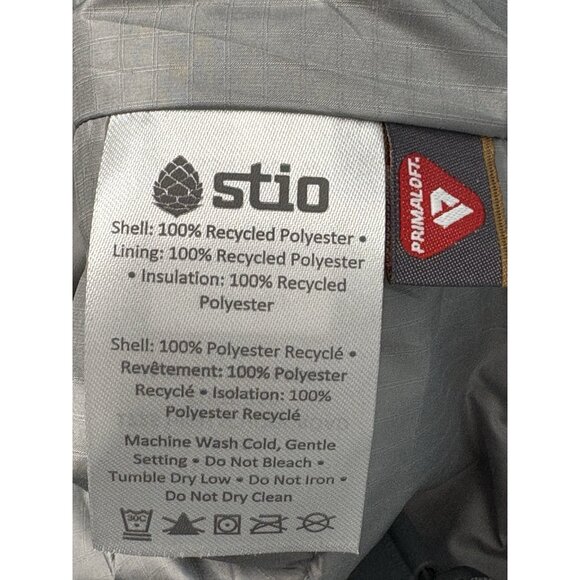 stio
PRIMALOFT.
Shell: 100% Recycled Polyester •
Lining: 100% Recycled Polyester
• Insulation: 100% Recycled
Polyester
Shell: 100% Polyester Recyclé •
Revêtement: 100% Polyester
Recyclé • Isolation: 100%
Polyester Recyclé
Machine Wash Cold, Gentle
Setting • Do Not Bleach •
Tumble Dry Low • Do Not Iron •
Do Not Dry Clean
30C